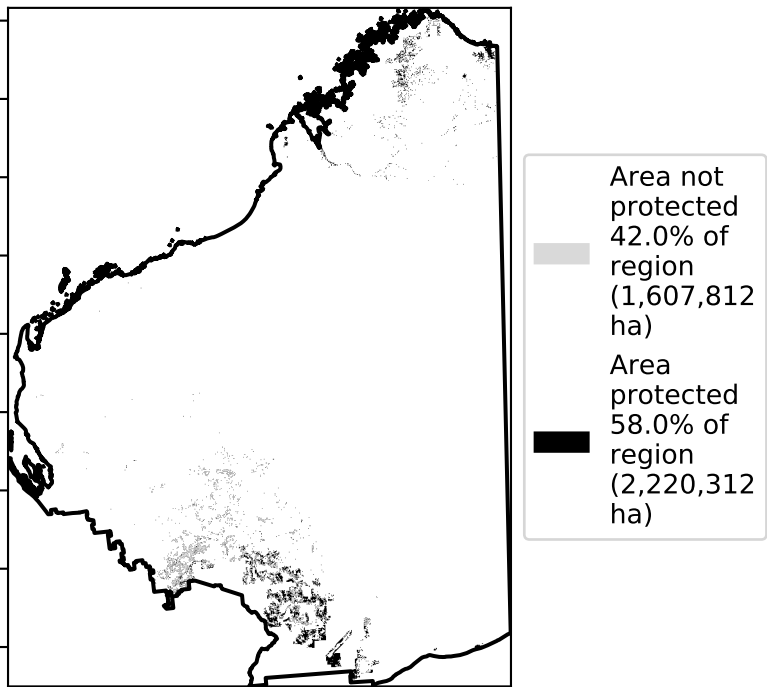 Area not
protected
42.0% of
region
(1,607,812
ha)
Area
protected
58.0% of
region
(2,220,312
ha)